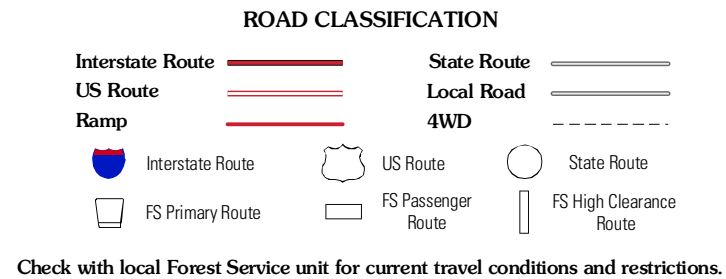 ROAD CLASSIFICATION
Interstate Route
State Route
US Route
Local Road
Ramp
4WD
Interstate Route
US Route
State Route
FS Primary Route
FS Passenger
Route
FS High Clearance
Route
Check with local Forest Service unit for current travel conditions and restrictions.